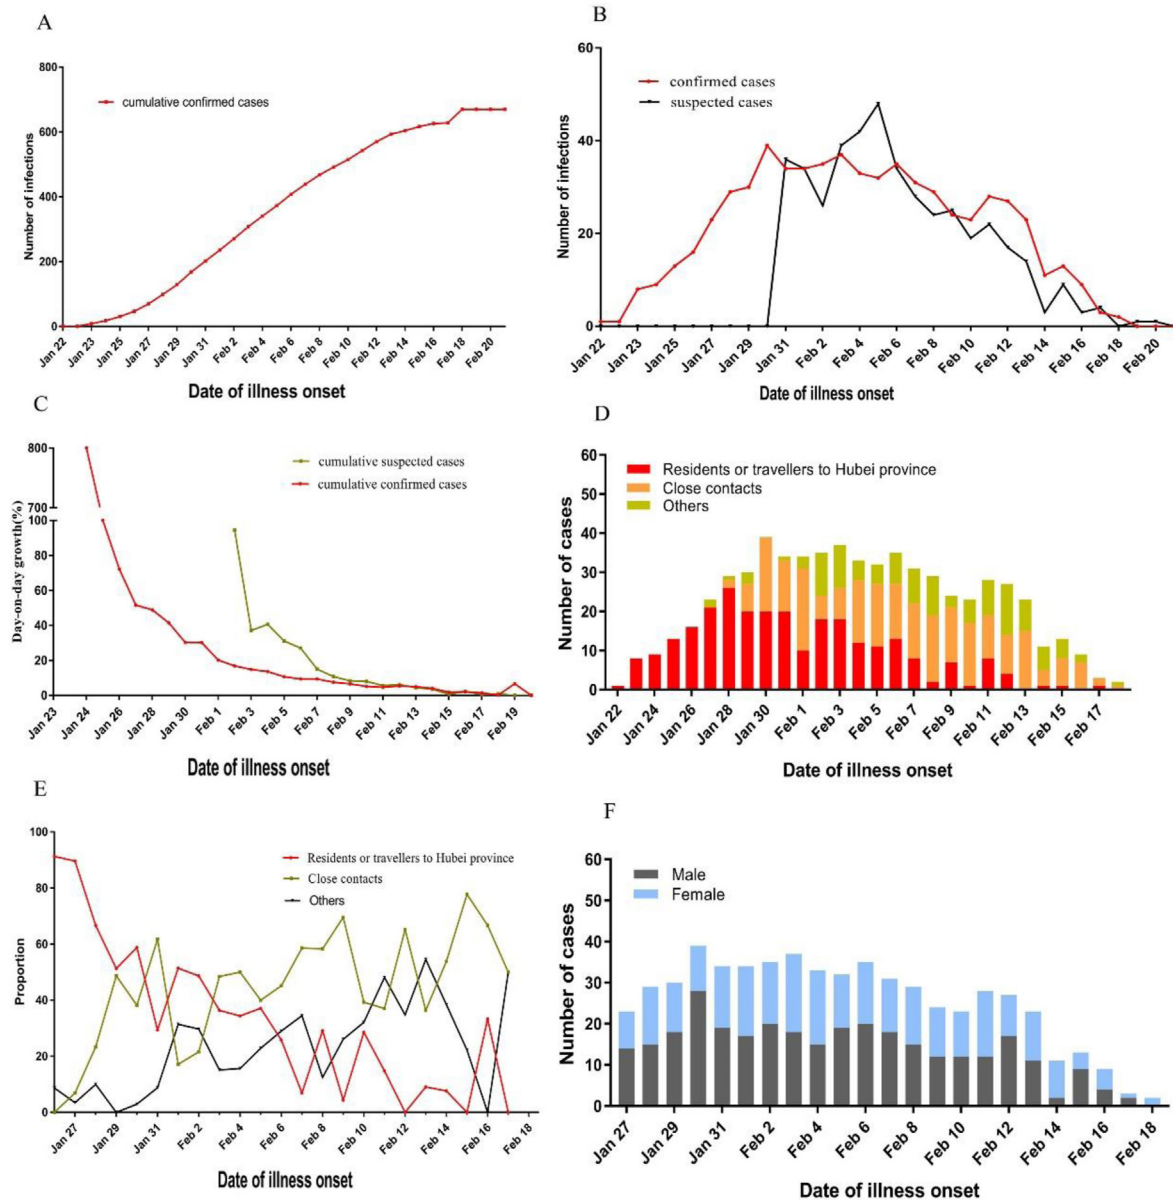 A
800
600
400
200
0
Number of infections
cumulative confirmed cases
Jan 22
Jan 23
Jan 25
Jan 27
Jan 29
Jan 31
Feb 2
Feb 4
Feb 6
Feb 8
Feb 10
Feb 12
Feb 14
Feb 16
Feb 18
Feb 20
Date of illness onset
B
60
40
20
0
Number of infections
confirmed cases
suspected cases
Jan 22
Jan 23
Jan 25
Jan 27
Jan 29
Jan 31
Feb 2
Feb 4
Feb 6
Feb 8
Feb 10
Feb 12
Feb 14
Feb 16
Feb 18
Feb 20
Date of illness onset
C
800
700
100
80
60
40
20
0
Day-on-day growth(%)
cumulative suspected cases
cumulative confirmed cases
Jan 23
Jan 24
Jan 26
Jan 28
Jan 30
Feb 1
Feb 3
Feb 5
Feb 7
Feb 9
Feb 11
Feb 13
Feb 15
Feb 17
Feb 19
Date of illness onset
D
60
50
40
30
20
10
0
Number of cases
Residents or travellers to Hubei province
Close contacts
Others
Jan 22
Jan 24
Jan 26
Jan 28
Jan 30
Feb 1
Feb 3
Feb 5
Feb 7
Feb 9
Feb 11
Feb 13
Feb 15
Feb 17
Date of illness onset
E
100
80
60
40
20
0
Proportion
Residents or travellers to Hubei province
Close contacts
Others
Jan 27
Jan 29
Jan 31
Feb 2
Feb 4
Feb 6
Feb 8
Feb 10
Feb 12
Feb 14
Feb 16
Feb 18
Date of illness onset
F
60
50
40
30
20
10
0
Number of cases
Male
Female
Jan 27
Jan 29
Jan 31
Feb 2
Feb 4
Feb 6
Feb 8
Feb 10
Feb 12
Feb 14
Feb 16
Feb 18
Date of illness onset